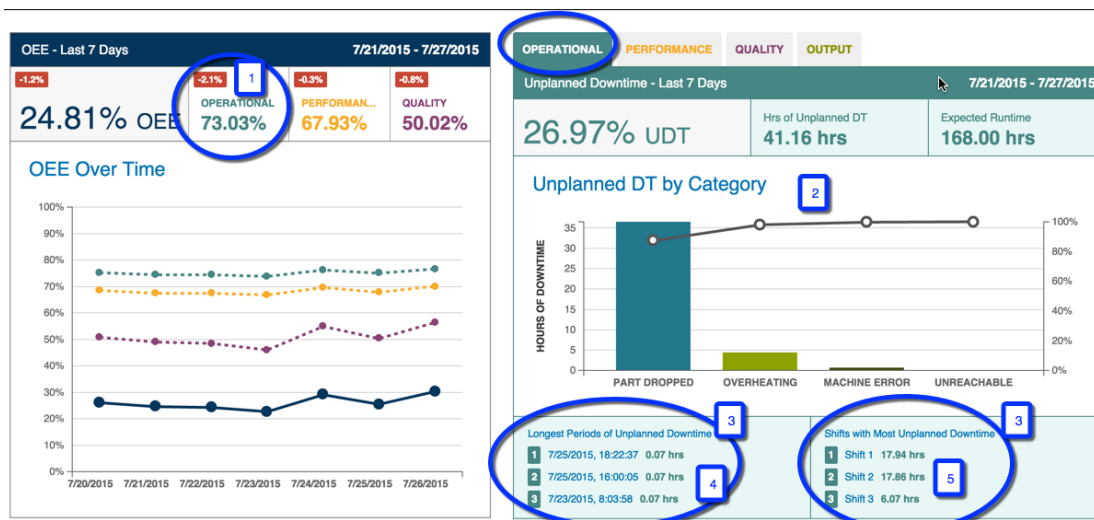 OEE - Last 7 Days 7/21/2015 - 7/27/2015
-1.2% -2.1% 1 -0.3% -0.8%
24.81% OEE
OPERATIONAL PERFORMAN... QUALITY
73.03% 67.93% 50.02%
OEE Over Time
100%
90%
80%
70%
60%
50%
40%
30%
20%
10%
0%
7/20/2015 7/21/2015 7/22/2015 7/23/2015 7/24/2015 7/25/2015 7/26/2015
OPERATIONAL PERFORMANCE QUALITY OUTPUT
Unplanned Downtime - Last 7 Days 7/21/2015 - 7/27/2015
26.97% UDT
Hrs of Unplanned DT Expected Runtime
41.16 hrs 168.00 hrs
Unplanned DT by Category 2
HOURS OF DOWNTIME
35 100%
30 80%
25
20 60%
15 40%
10
5 20%
0 0%
PART DROPPED OVERHEATING MACHINE ERROR UNREACHABLE
Longest Periods of Unplanned Downtime 3
1 7/25/2015, 18:22:37 0.07 hrs
2 7/25/2015, 16:00:05 0.07 hrs 4
3 7/23/2015, 8:03:58 0.07 hrs
Shifts with Most Unplanned Downtime 3
1 Shift 1 17.94 hrs
2 Shift 2 17.86 hrs 5
3 Shift 3 6.07 hrs